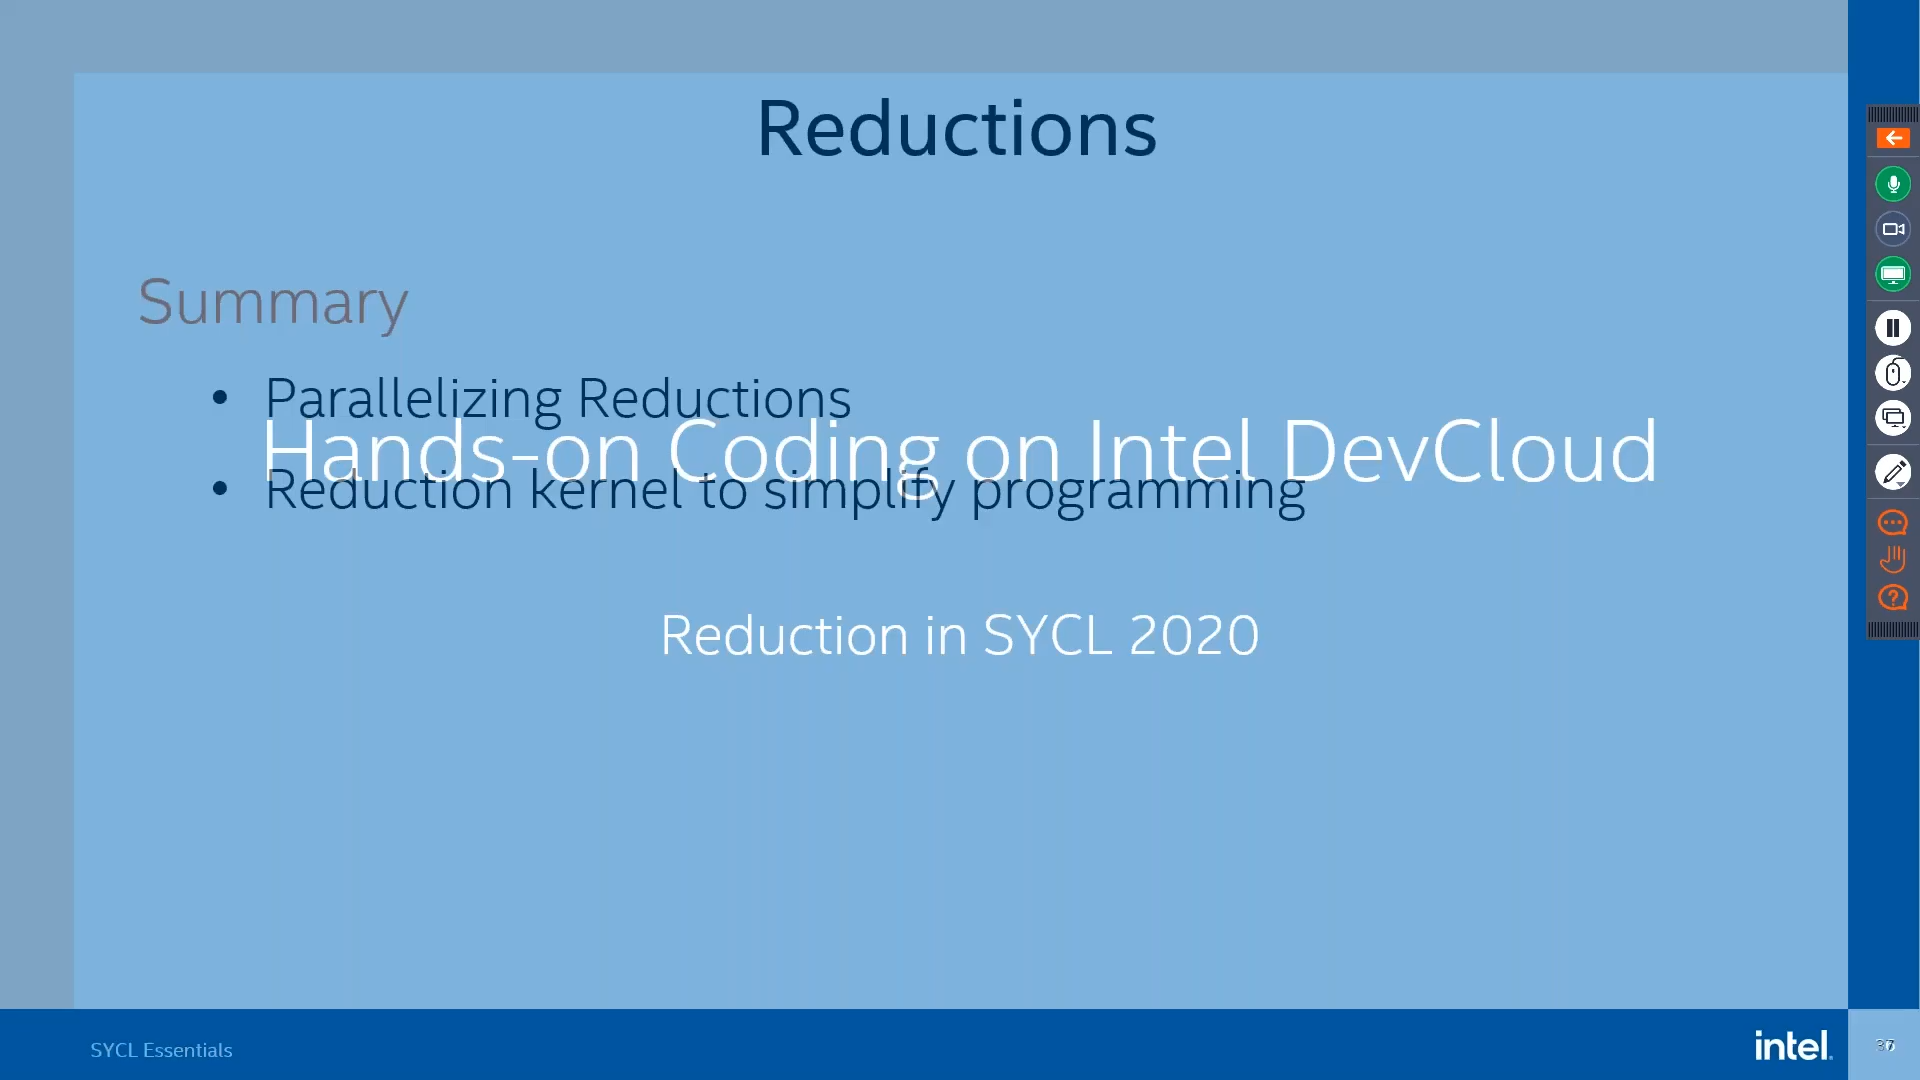 Reductions
Summary
• Parallelizing Reductions
Hands-on Coding on Intel DevCloud
• Reduction kernel to simplify programming
Reduction in SYCL 2020
SYCL Essentials
intel.